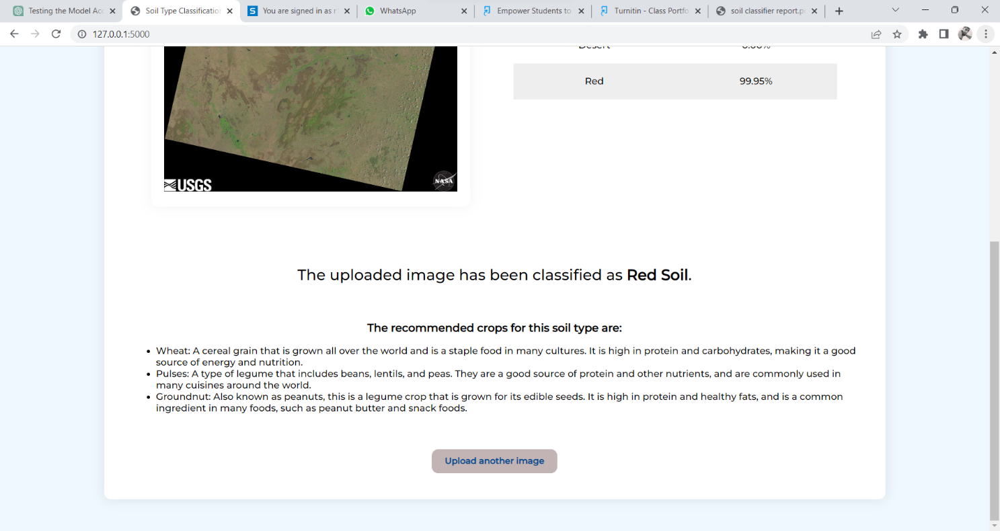 Testing the Model Acc
Soil Type Classification
You are signed in as r
WhatsApp
Empower Students to
Turnitin - Class Portfo
soil classifier report.p
127.0.0.1:5000
Desert 0.00%
Red 99.95%
USGS
NASA
The uploaded image has been classified as Red Soil.
The recommended crops for this soil type are:
Wheat: A cereal grain that is grown all over the world and is a staple food in many cultures. It is high in protein and carbohydrates, making it a good
source of energy and nutrition.
Pulses: A type of legume that includes beans, lentils, and peas. They are a good source of protein and other nutrients, and are commonly used in
many cuisines around the world.
Groundnut: Also known as peanuts, this is a legume crop that is grown for its edible seeds. It is high in protein and healthy fats, and is a common
ingredient in many foods, such as peanut butter and snack foods.
Upload another image